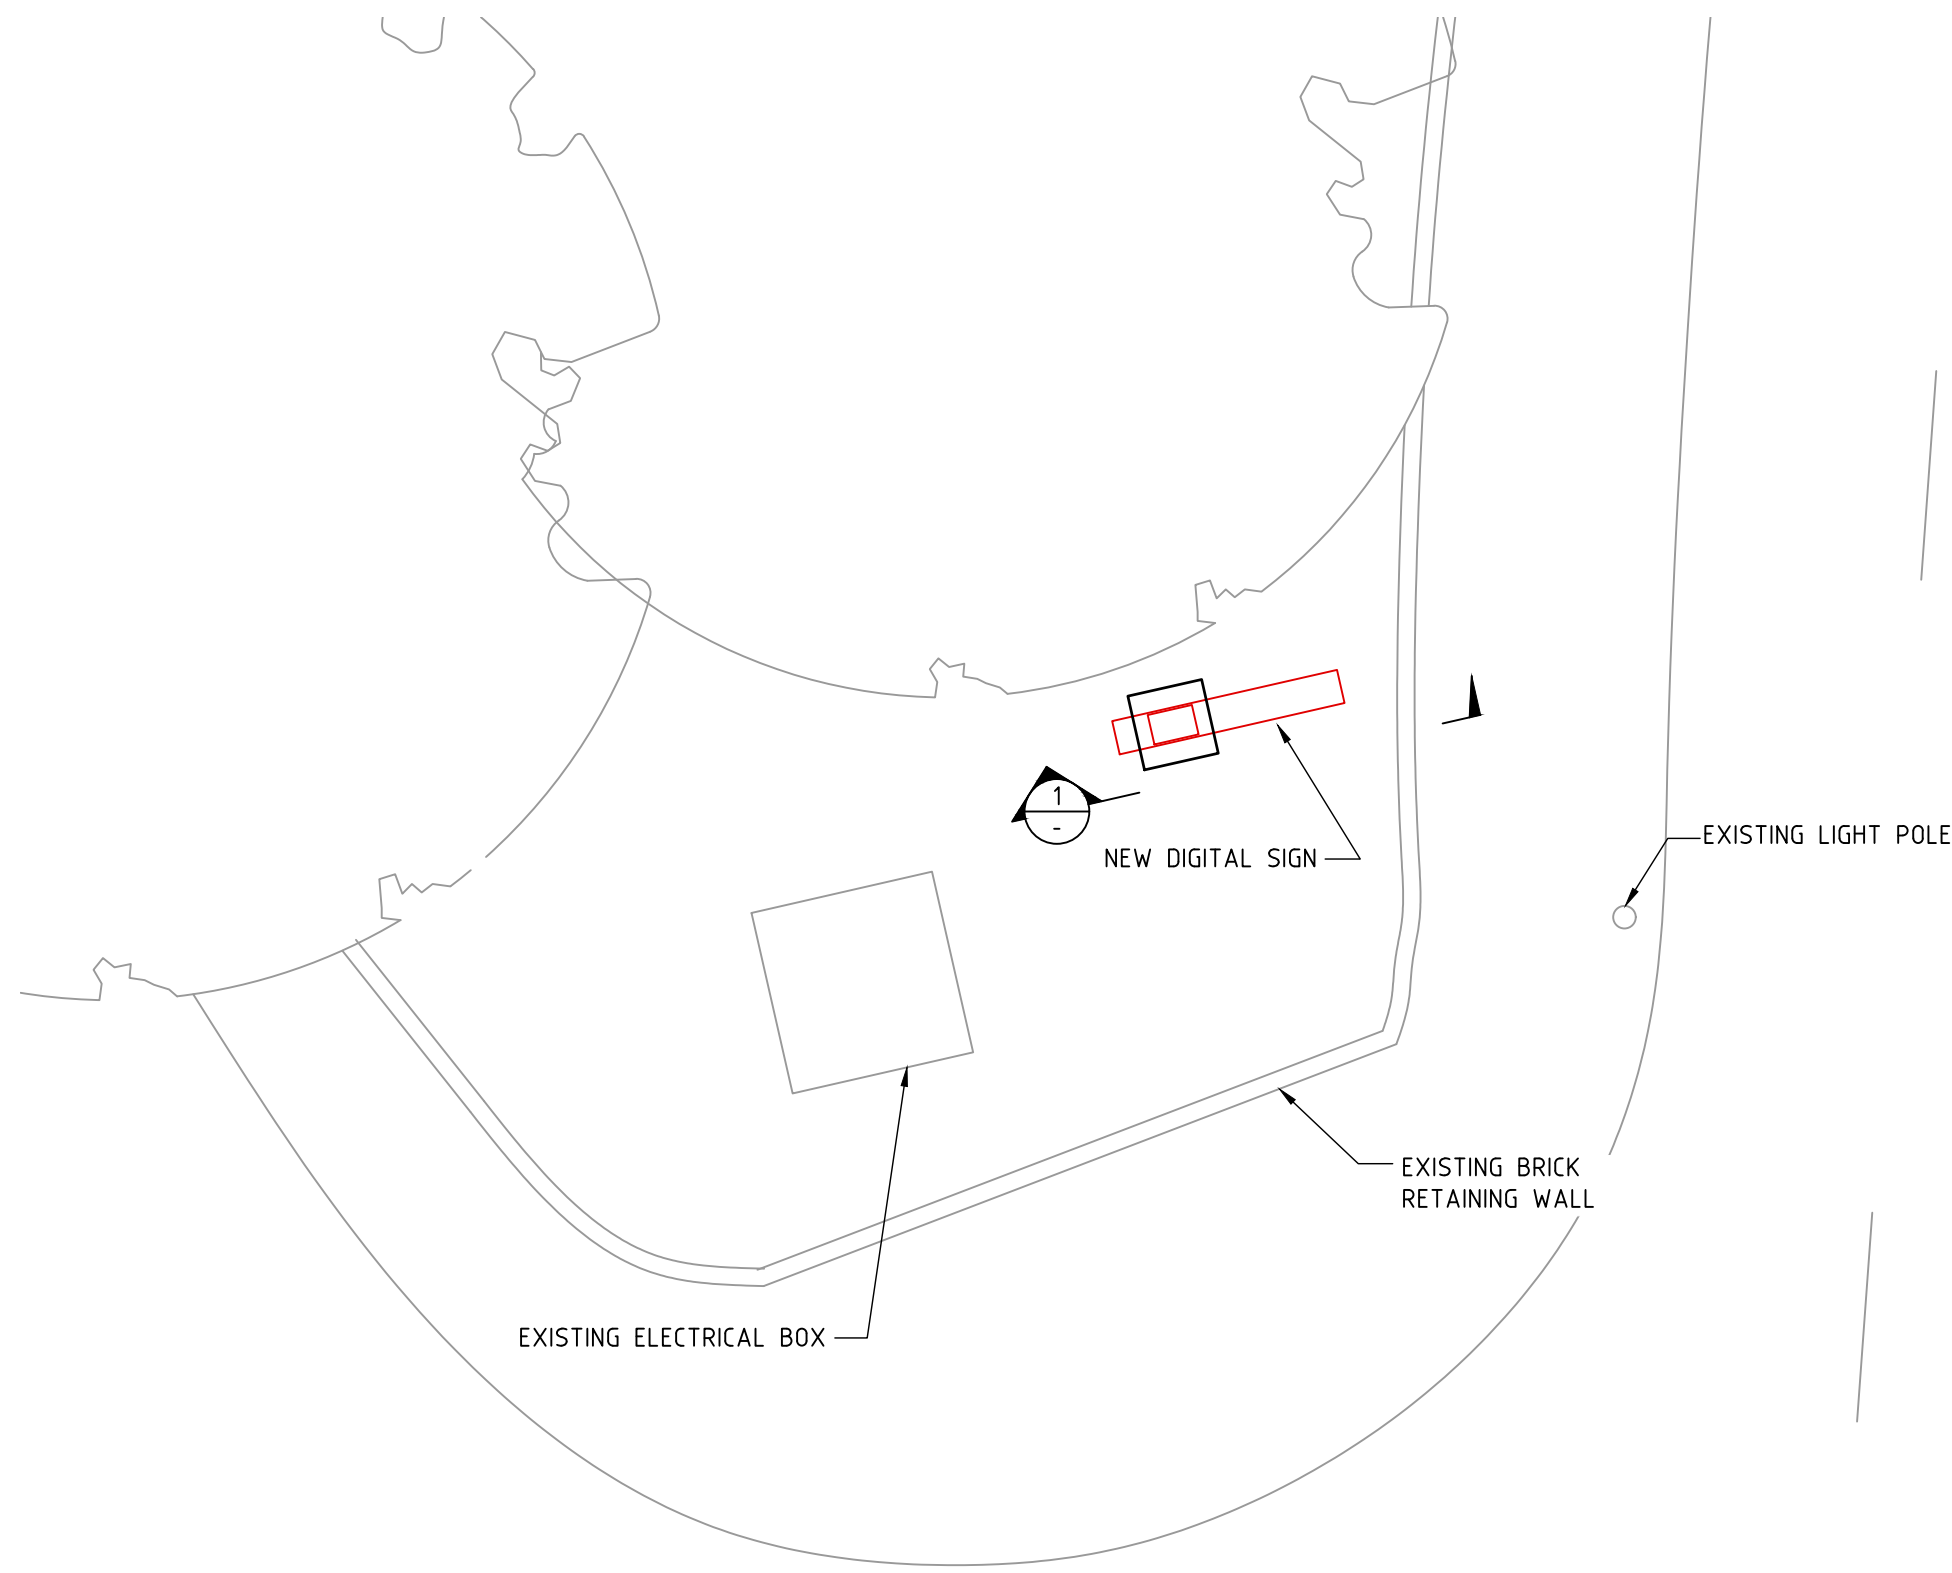 1
-
NEW DIGITAL SIGN
EXISTING LIGHT POLE
EXISTING BRICK
RETAINING WALL
EXISTING ELECTRICAL BOX